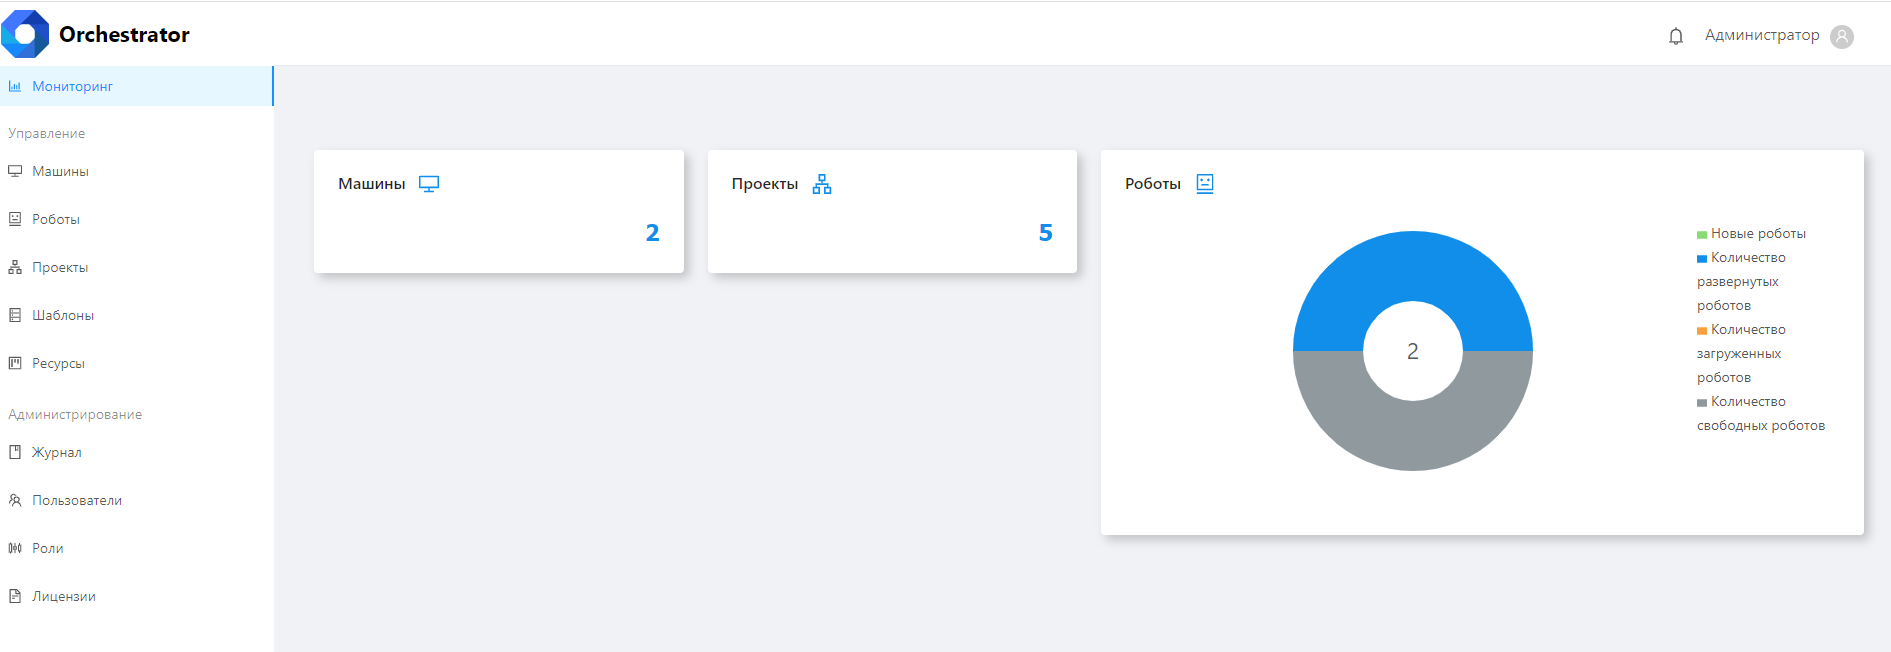 Orchestrator
Администратор
Мониторинг
Управление
Машины
Роботы
Проекты
Шаблоны
Ресурсы
Администрирование
Журнал
Пользователи
Роли
Лицензии
Машины
2
Проекты
5
Роботы
2
Новые роботы
Количество
развернутых
роботов
Количество
загруженных
роботов
Количество
свободных роботов